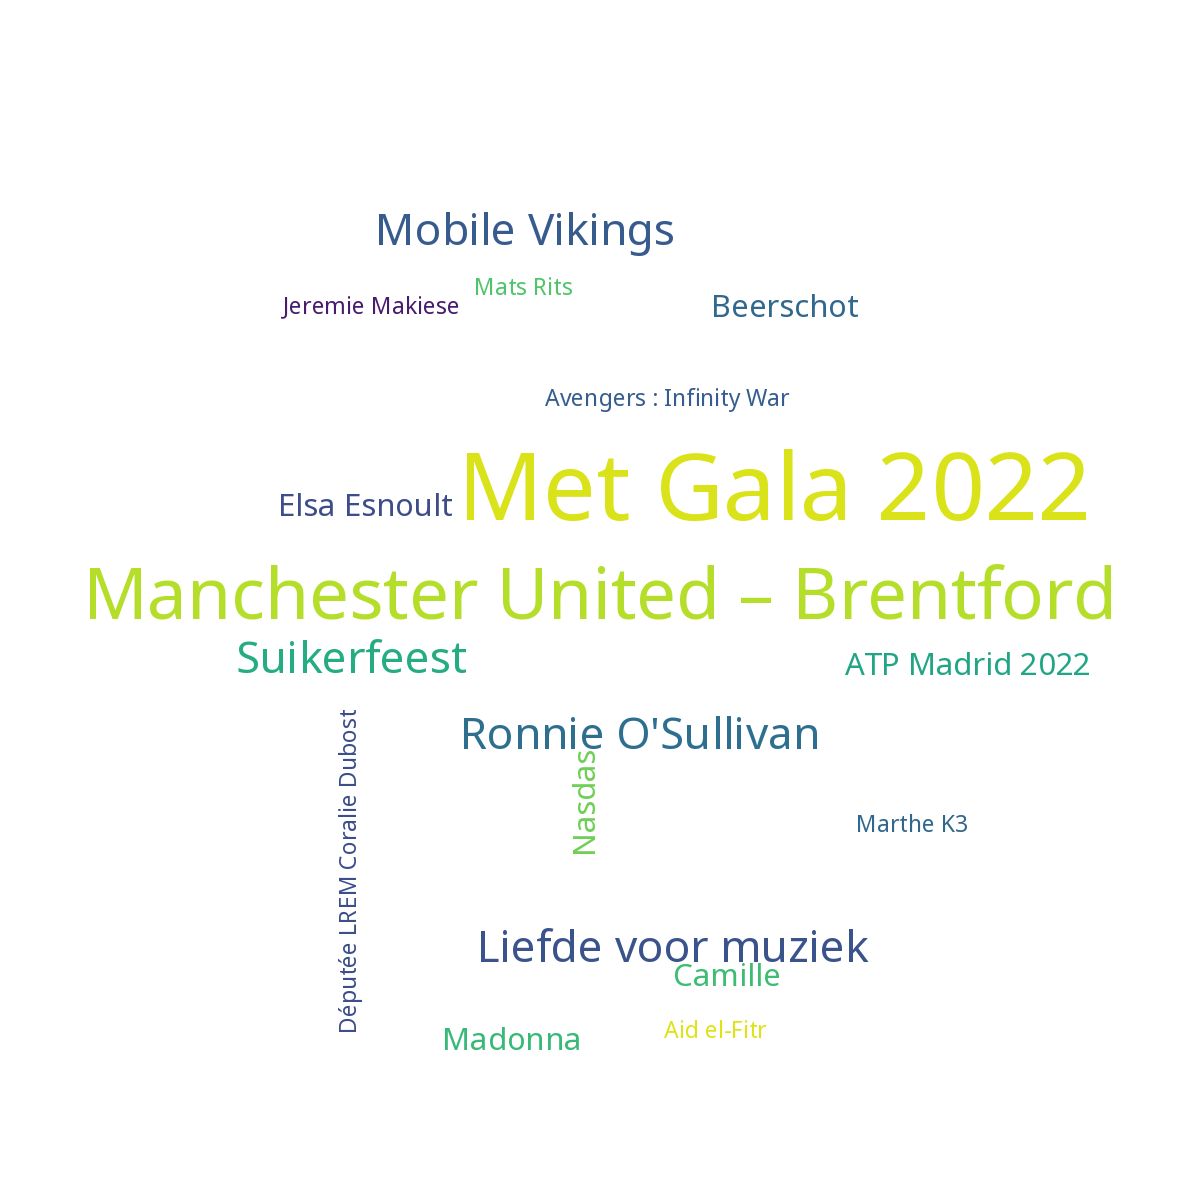 Mobile Vikings
Mats Rits
Jeremie Makiese
Beerschot
Avengers : Infinity War
Met Gala 2022
Elsa Esnoult
Manchester United – Brentford
Suikerfeest
ATP Madrid 2022
Ronnie O'Sullivan
Députée LREM Coralie Dubost
Nasdas
Marthe K3
Liefde voor muziek
Camille
Aid el-Fitr
Madonna